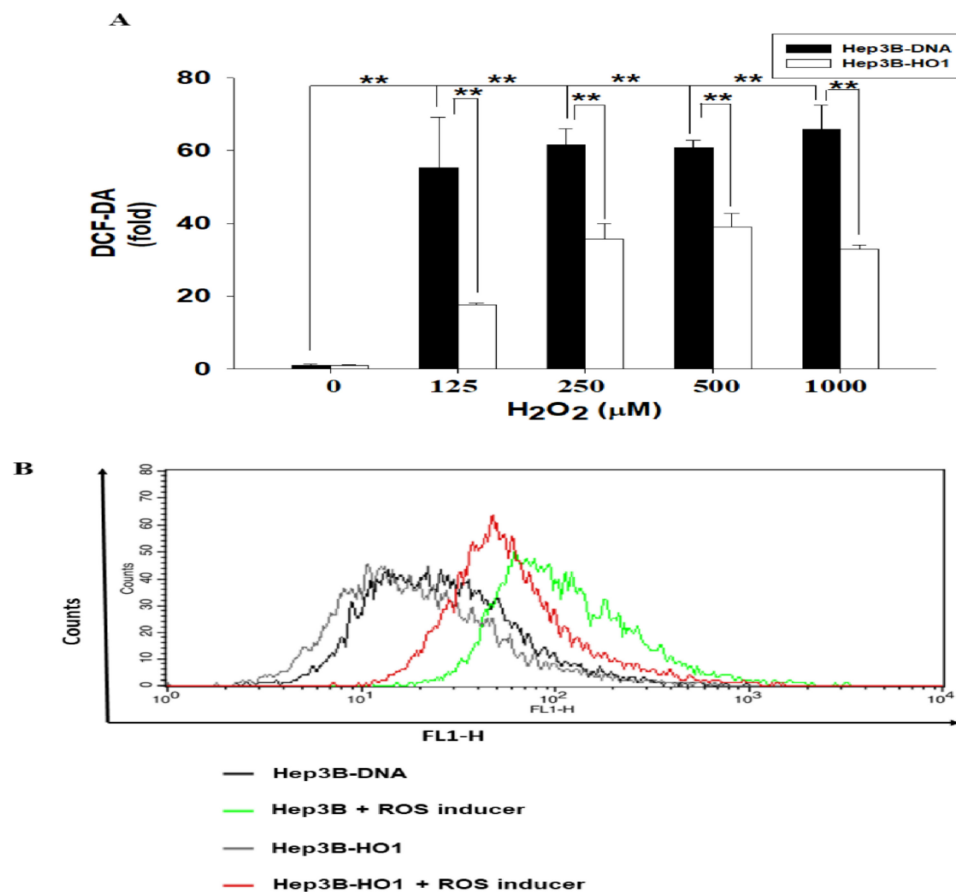 A
Hep3B-DNA
Hep3B-HO1
80
60
40
20
0
DCF-DA
(fold)
** ** ** **
** ** ** **
0 125 250 500 1000
H₂O₂ (μM)
B
80
70
60
50
40
30
20
10
0
Counts
Counts
10⁰ 10¹ 10² 10³ 10⁴
FL1-H
FL1-H
Hep3B-DNA
Hep3B + ROS inducer
Hep3B-HO1
Hep3B-HO1 + ROS inducer